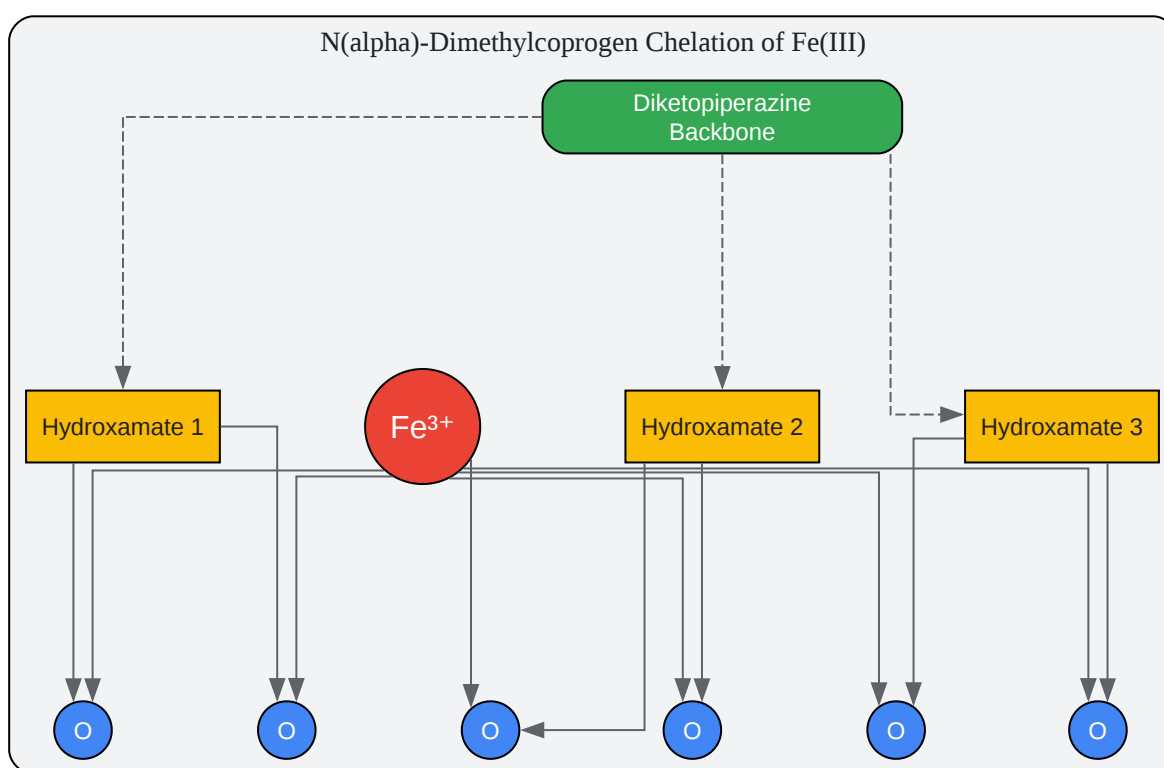 N(alpha)-Dimethylcoprogen Chelation of Fe(III)
Diketopiperazine
Backbone
Hydroxamate 1
Fe³⁺
Hydroxamate 2
Hydroxamate 3
O
O
O
O
O
O